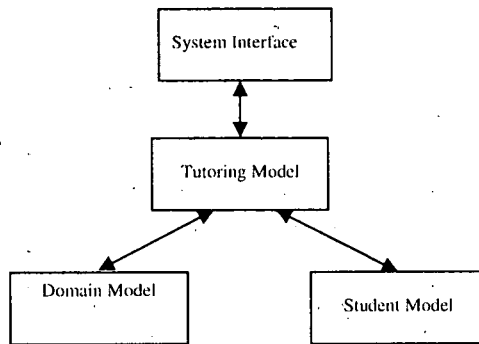 System Interface
Tutoring Model
Domain Model
Student Model